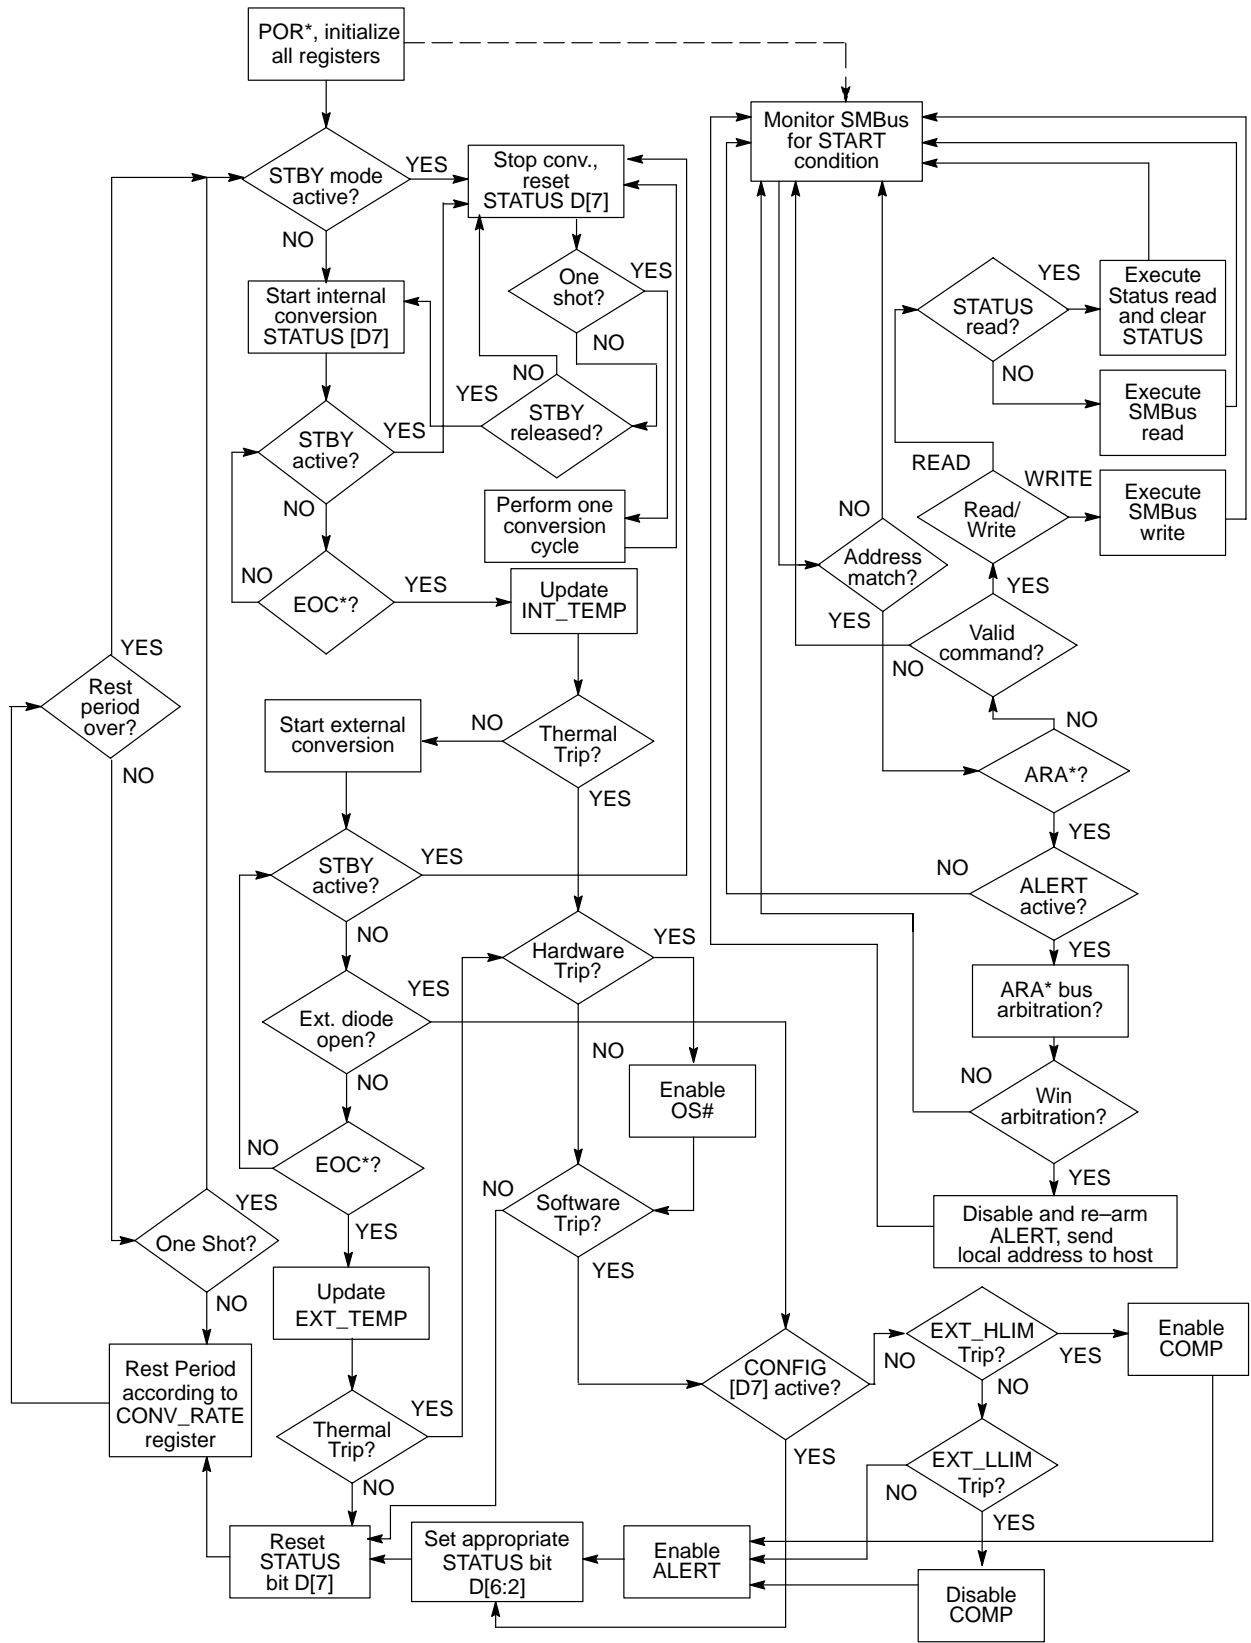 POR*, initialize
all registers
STBY mode
active?
YES
NO
Stop conv.,
reset
STATUS D[7]
One
shot?
YES
NO
Start internal
conversion
STATUS [D7]
STBY
released?
NO
YES
STBY
active?
YES
NO
Perform one
conversion
cycle
EOC*?
NO
YES
Update
INT_TEMP
Thermal
Trip?
NO
YES
Start external
conversion
Rest
period
over?
YES
NO
STBY
active?
YES
NO
Hardware
Trip?
YES
NO
Ext. diode
open?
YES
NO
Enable
OS#
EOC*?
NO
YES
Software
Trip?
NO
YES
One Shot?
YES
NO
Update
EXT_TEMP
Rest Period
according to
CONV_RATE
register
Thermal
Trip?
YES
NO
Reset
STATUS
bit D[7]
Set appropriate
STATUS bit
D[6:2]
Enable
ALERT
CONFIG
[D7] active?
NO
YES
EXT_HLIM
Trip?
YES
NO
Enable
COMP
EXT_LLIM
Trip?
NO
YES
Disable
COMP
Monitor SMBus
for START
condition
STATUS
read?
YES
NO
Execute
Status read
and clear
STATUS
Execute
SMBus
read
READ
WRITE
Read/
Write
Execute
SMBus
write
NO
Address
match?
YES
YES
Valid
command?
NO
NO
ARA*?
YES
NO
ALERT
active?
YES
ARA* bus
arbitration?
NO
Win
arbitration?
YES
Disable and re–arm
ALERT, send
local address to host